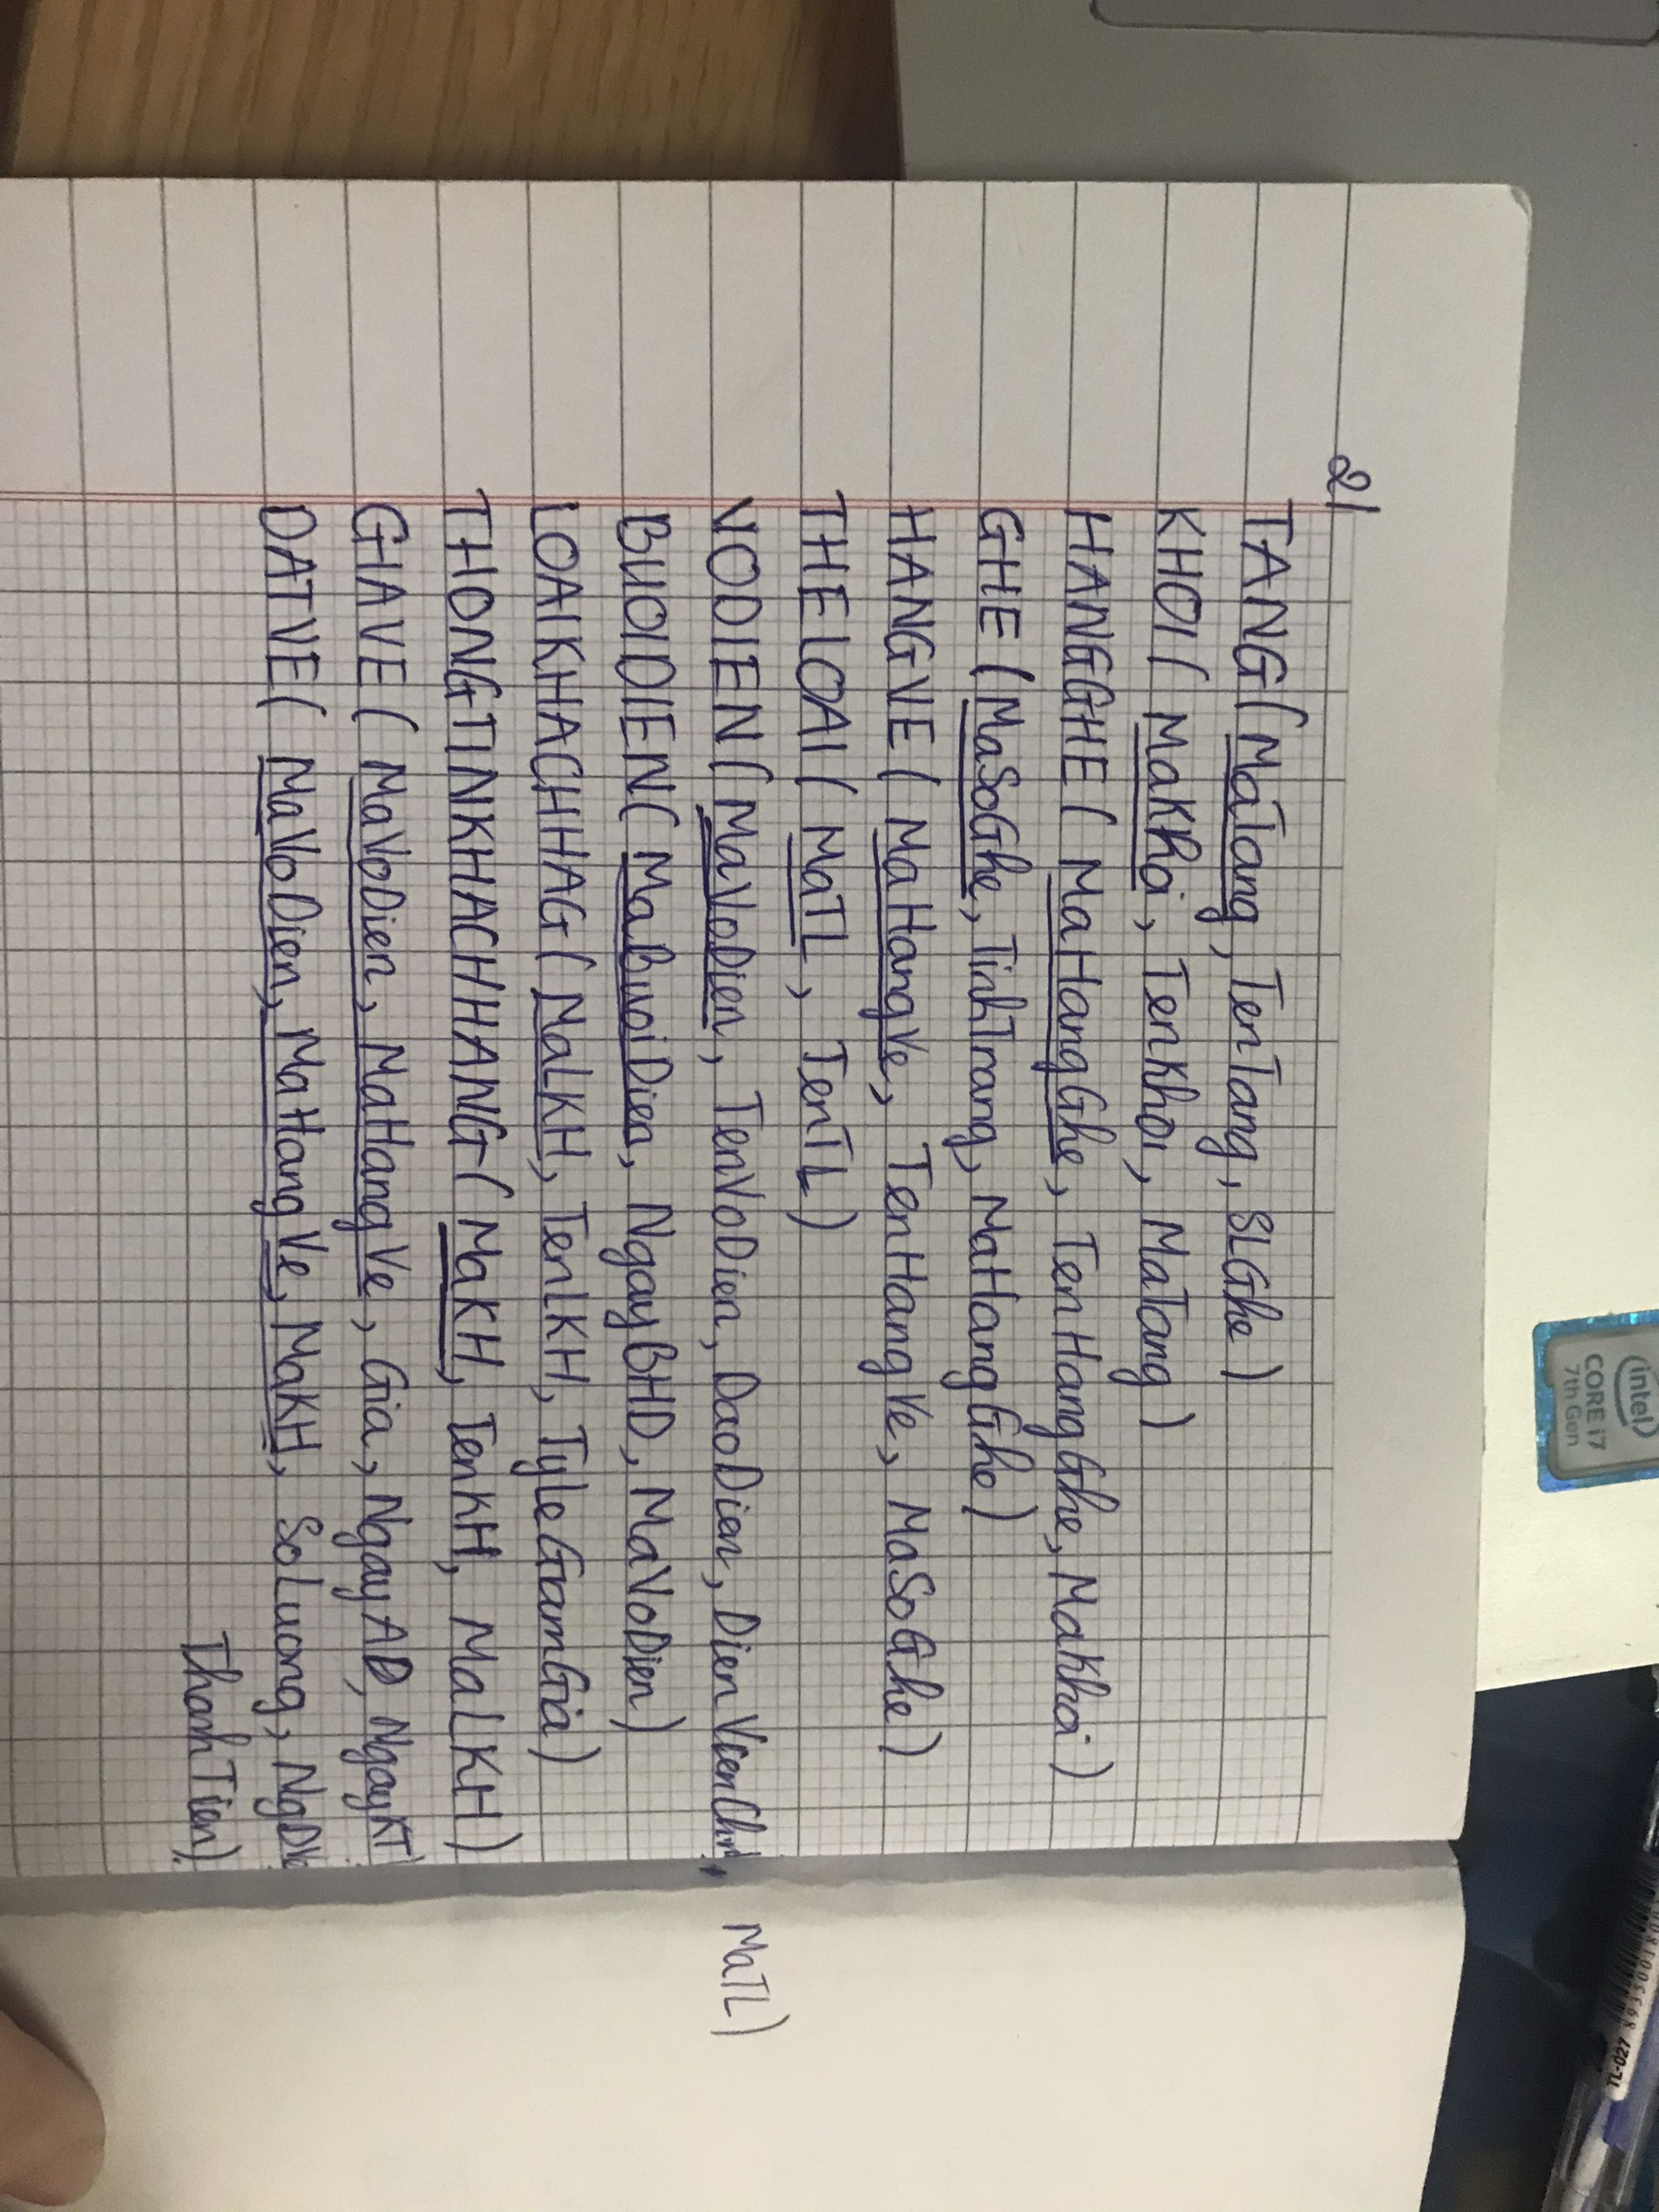 intel
CORE i7
7th Gen
TL-027
2/
TANG(MaTang, TenTang, SLGhe)
KHOI( MaKhoi, TenKhoi, MaTang)
HANGGHE( MaHangGhe, TenHangGhe, MaKhoi)
GHE (MaSoGhe, TinhTrang, MaHangGhe)
HANGVE( MaHangVe, TenHangVe, MaSoGhe)
THELOAI( MaTL, TenTL)
VODIEN(MaVoDien, TenVoDien, DaoDien, DienVienChinh, MaTL)
BUOIDIEN( MaBuoiDien, NgayBHD, MaVoDien)
LOAIKHACHHAG( MaLKH, TenLKH, TyLeGiamGia)
THONGTINKHACHHANG( MaKH, TenKH, MaLKH)
GIAVE( MaVoDien, MaHangVe, Gia, NgayAD, NgayKT)
DATVE( MaVoDien, MaHangVe, MaKH, SoLuong, NgDVe
ThanhTien).